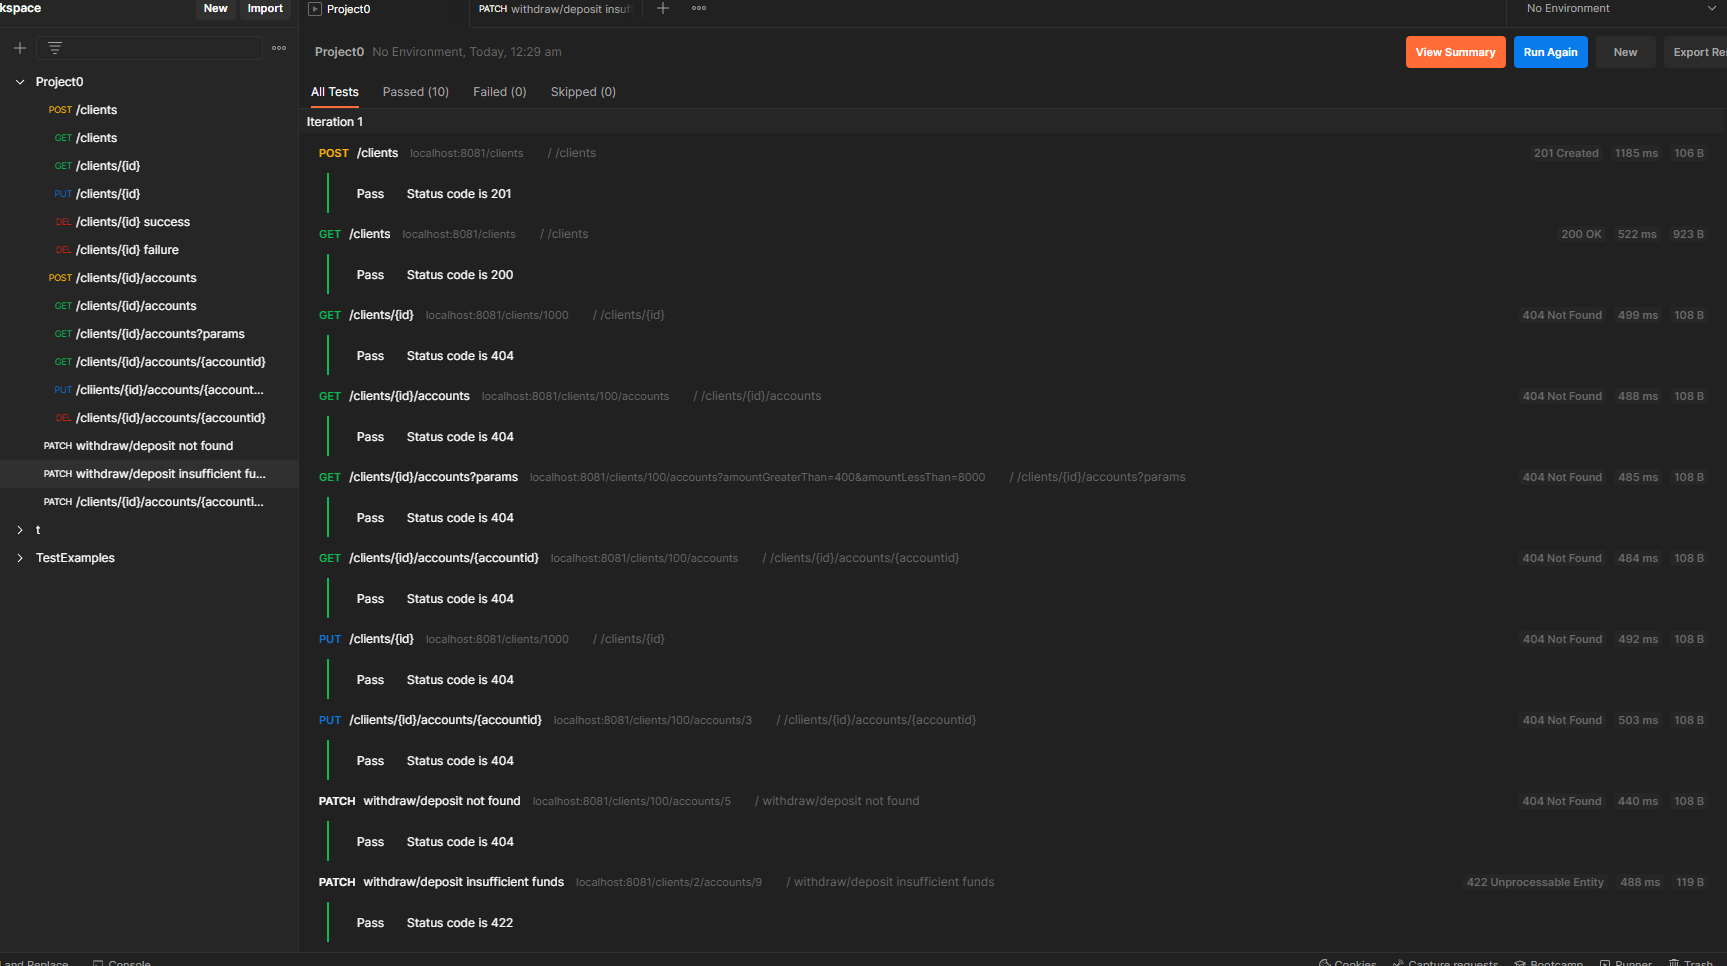 kspace New Import
Project0 PATCH withdraw/deposit insuff No Environment
Project0 No Environment, Today, 12:29 am View Summary Run Again New Export Res
All Tests Passed (10) Failed (0) Skipped (0)
Iteration 1
Project0
POST /clients
GET /clients
GET /clients/{id}
PUT /clients/{id}
DEL /clients/{id} success
DEL /clients/{id} failure
POST /clients/{id}/accounts
GET /clients/{id}/accounts
GET /clients/{id}/accounts?params
GET /clients/{id}/accounts/{accountid}
PUT /cliients/{id}/accounts/{account...
DEL /clients/{id}/accounts/{accountid}
PATCH withdraw/deposit not found
PATCH withdraw/deposit insufficient fu...
PATCH /clients/{id}/accounts/{accounti...
t
TestExamples
POST /clients localhost:8081/clients / /clients 201 Created 1185 ms 106 B
Pass Status code is 201
GET /clients localhost:8081/clients / /clients 200 OK 522 ms 923 B
Pass Status code is 200
GET /clients/{id} localhost:8081/clients/1000 / /clients/{id} 404 Not Found 499 ms 108 B
Pass Status code is 404
GET /clients/{id}/accounts localhost:8081/clients/100/accounts / /clients/{id}/accounts 404 Not Found 488 ms 108 B
Pass Status code is 404
GET /clients/{id}/accounts?params localhost:8081/clients/100/accounts?amountGreaterThan=400&amountLessThan=8000 / /clients/{id}/accounts?params 404 Not Found 485 ms 108 B
Pass Status code is 404
GET /clients/{id}/accounts/{accountid} localhost:8081/clients/100/accounts / /clients/{id}/accounts/{accountid} 404 Not Found 484 ms 108 B
Pass Status code is 404
PUT /clients/{id} localhost:8081/clients/1000 / /clients/{id} 404 Not Found 492 ms 108 B
Pass Status code is 404
PUT /cliients/{id}/accounts/{accountid} localhost:8081/clients/100/accounts/3 / /cliients/{id}/accounts/{accountid} 404 Not Found 503 ms 108 B
Pass Status code is 404
PATCH withdraw/deposit not found localhost:8081/clients/100/accounts/5 / withdraw/deposit not found 404 Not Found 440 ms 108 B
Pass Status code is 404
PATCH withdraw/deposit insufficient funds localhost:8081/clients/2/accounts/9 / withdraw/deposit insufficient funds 422 Unprocessable Entity 488 ms 119 B
Pass Status code is 422
and Replace Console Cookies Capture requests Bootcamp Runner Trash